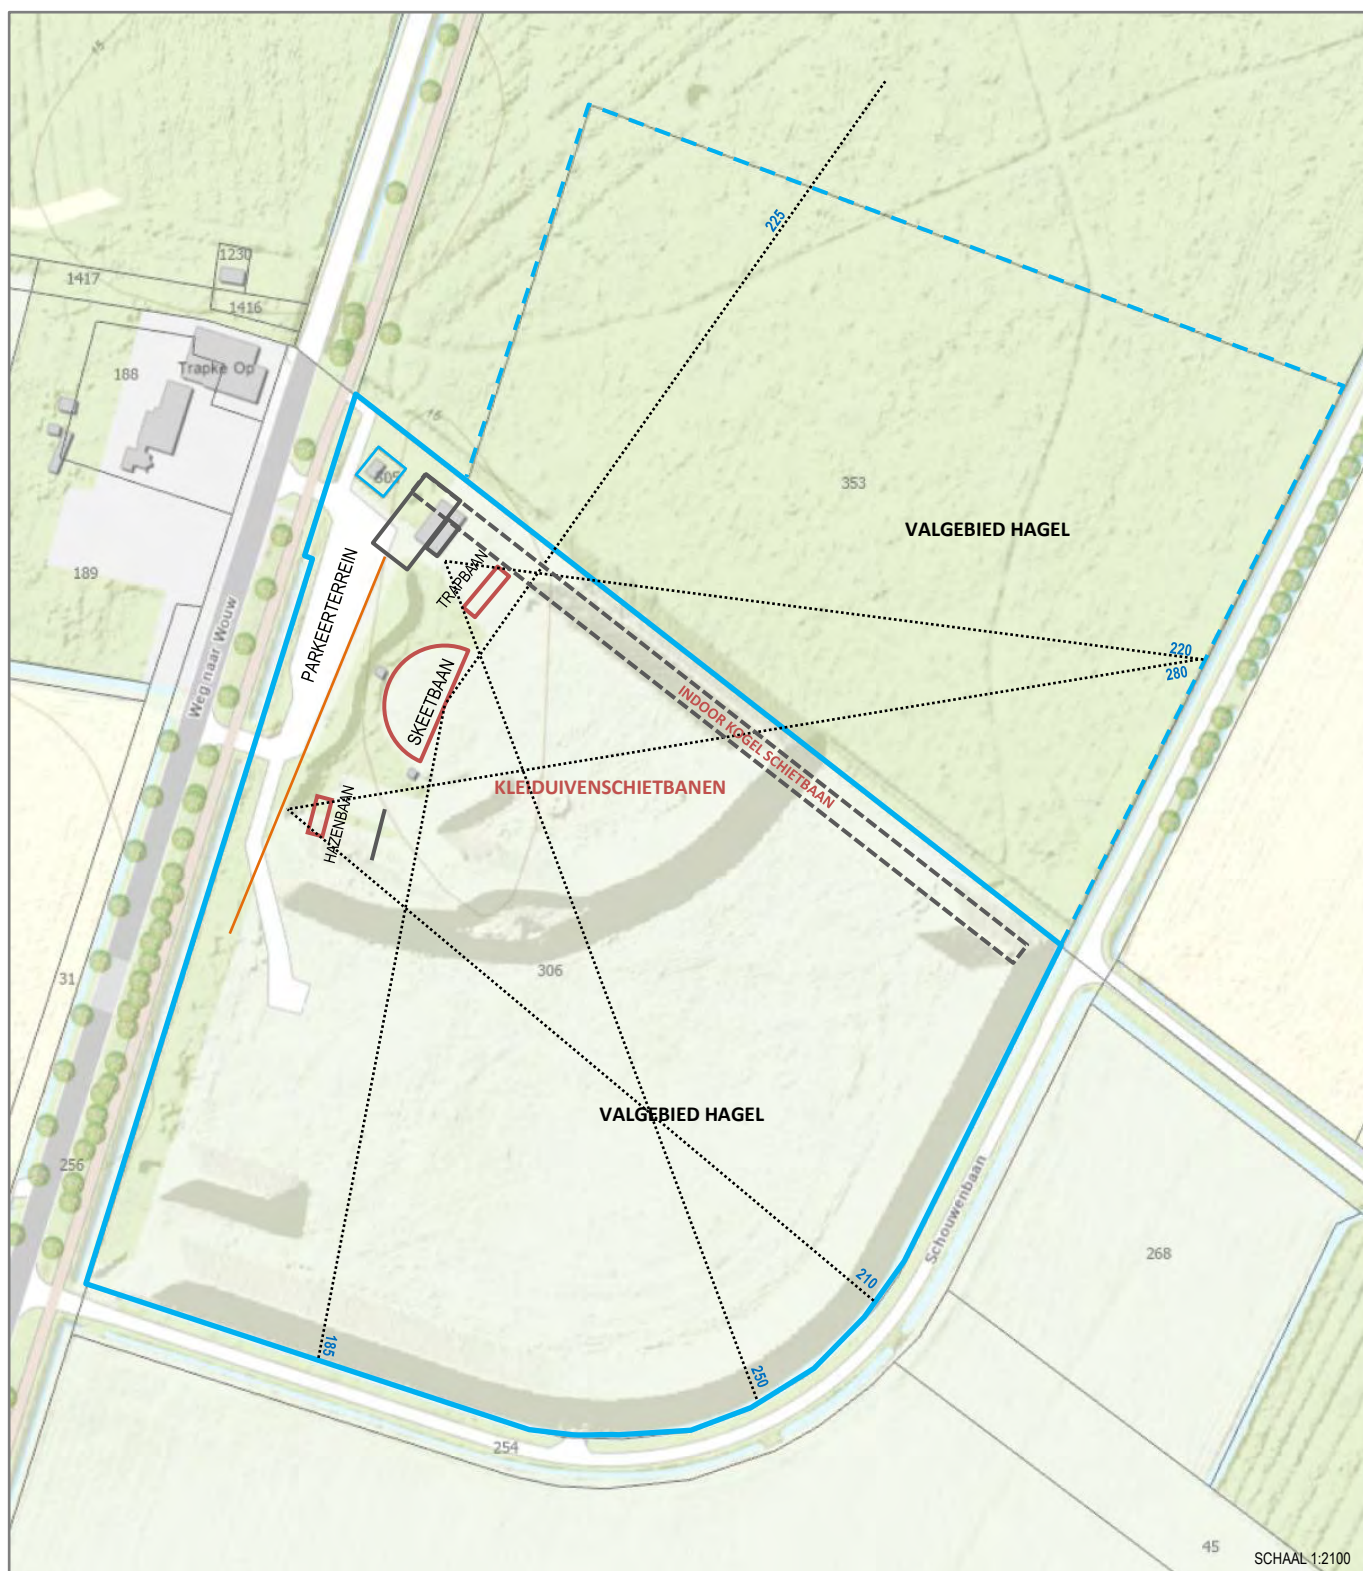 15
225
1230
1417
1416
188
Trapke Op
15
305
353
VALGEBIED HAGEL
TRAPBAAN
189
PARKEERTERREIN
Weg naar Wouw
220
280
SKEETBAAN
INDOOR KOGEL SCHIETBAAN
KLEIDUIVENSCHIETBANEN
HAZENBAAN
31
306
VALGEBIED HAGEL
256
Schouwenbaan
268
210
185
250
254
45
SCHAAL 1:2100